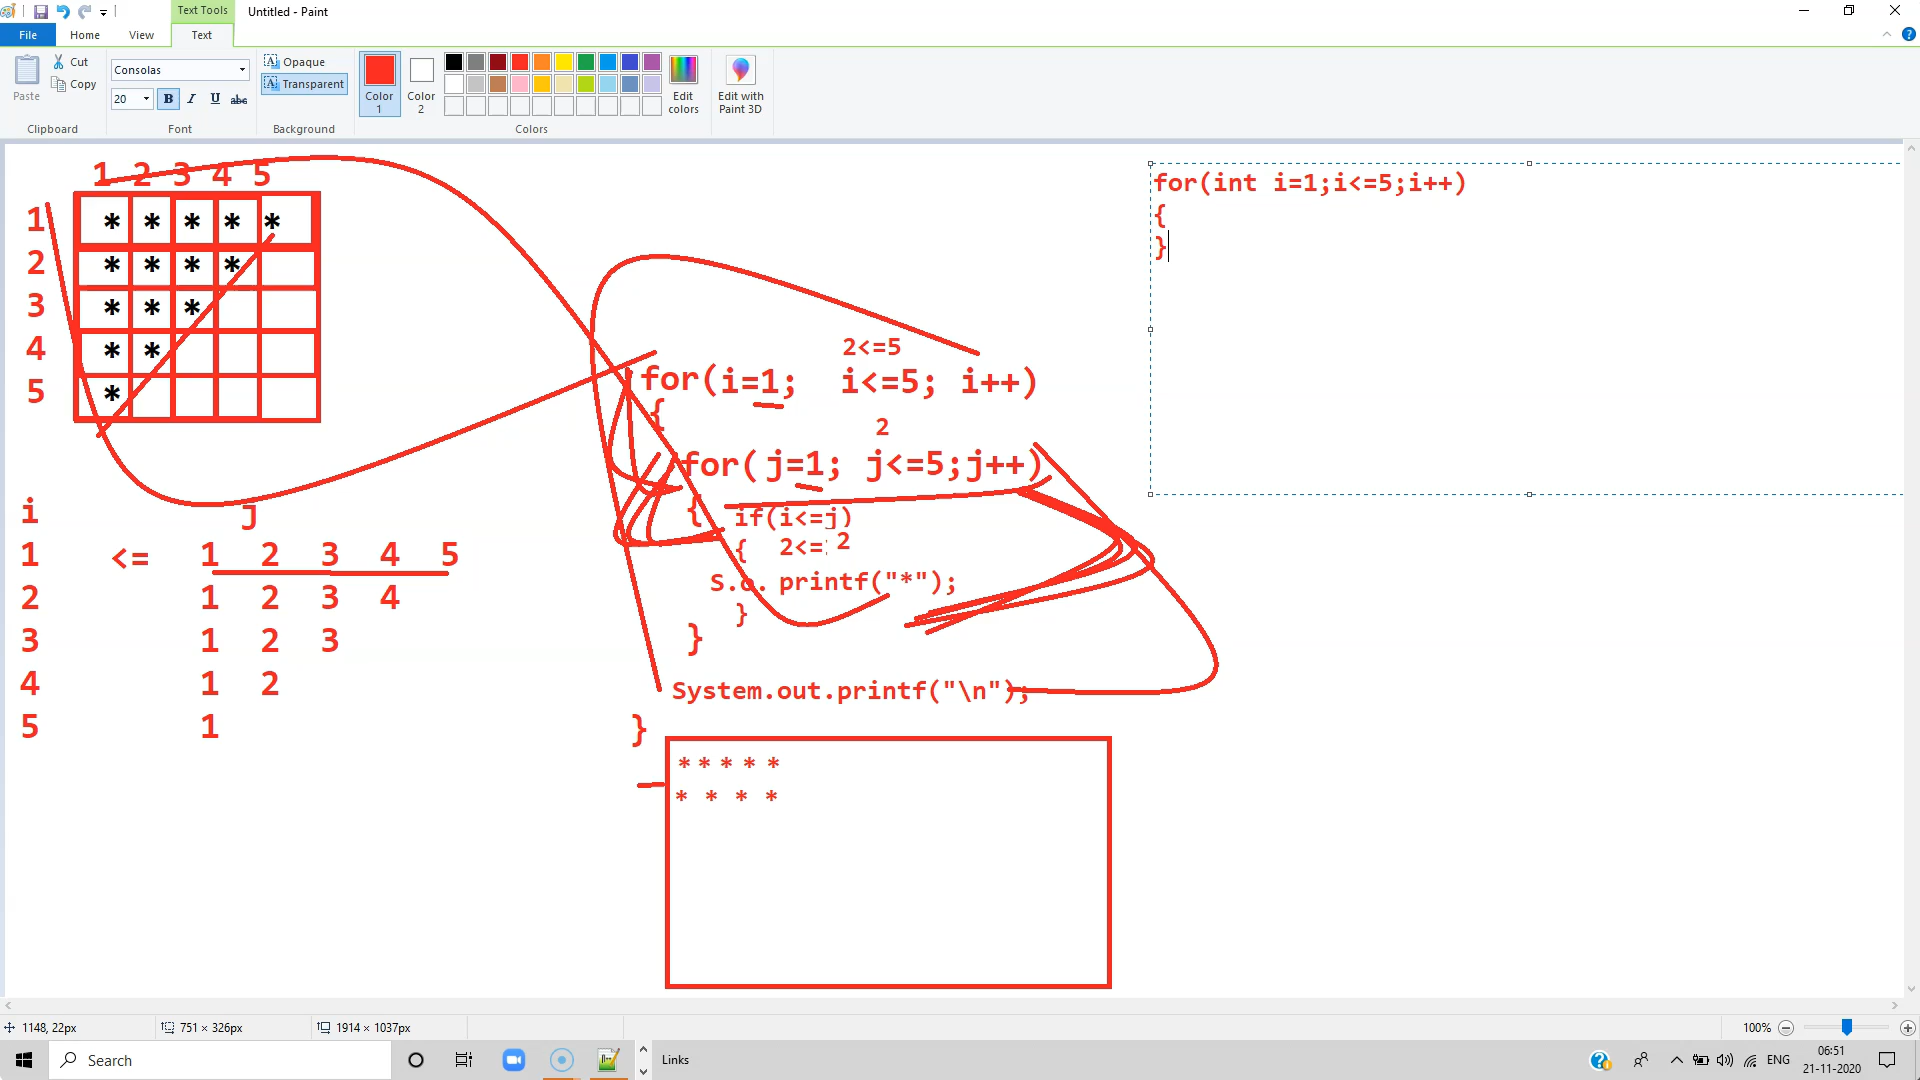 Text Tools
Untitled - Paint
File
Home
View
Text
Paste
Cut
Copy
Clipboard
Consolas
20
B
I
U
abc
Font
Opaque
Transparent
Background
Color 1
Color 2
Edit colors
Edit with Paint 3D
Colors
1 2 3 4 5
1 * * * * *
2 * * * *
3 * * *
4 * *
5 *
i j
1 <= 1 2 3 4 5
2 1 2 3 4
3 1 2 3
4 1 2
5 1
2<=5
for(i=1; i<=5; i++)
{
2
for(j=1; j<=5;j++)
{ if(i<=j)
{ 2<= 2
S.o. printf("*");
}
}
System.out.printf("\n");
}
* * * * *
* * * *
for(int i=1;i<=5;i++)
{
}
1148, 22px
751 × 326px
1914 × 1037px
100%
Search
Links
ENG
06:51
21-11-2020